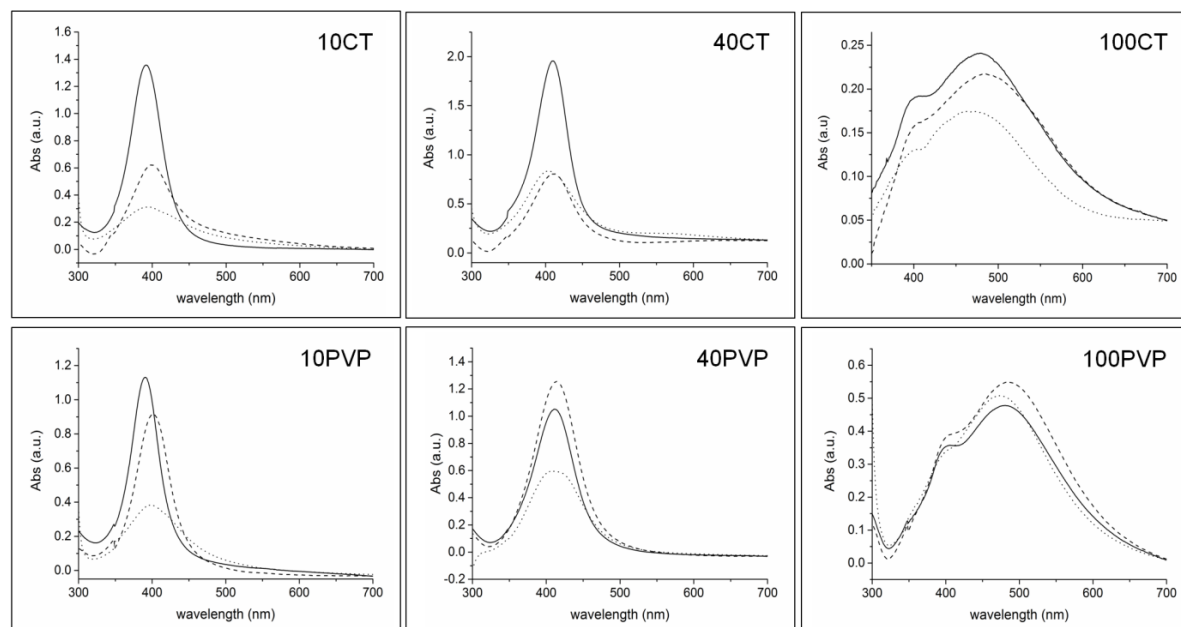 10CT
1.6
1.4
1.2
1.0
0.8
0.6
0.4
0.2
0.0
Abs (a.u.)
300 400 500 600 700
wavelength (nm)
40CT
2.0
1.5
1.0
0.5
0.0
Abs (a.u.)
300 400 500 600 700
wavelength (nm)
100CT
0.25
0.20
0.15
0.10
0.05
0.00
Abs (a.u)
400 500 600 700
wavelength (nm)
10PVP
1.2
1.0
0.8
0.6
0.4
0.2
0.0
Abs (a.u.)
300 400 500 600 700
wavelength (nm)
40PVP
1.4
1.2
1.0
0.8
0.6
0.4
0.2
0.0
-0.2
Abs (a.u.)
300 400 500 600 700
wavelength (nm)
100PVP
0.6
0.5
0.4
0.3
0.2
0.1
0.0
Abs (a.u.)
300 400 500 600 700
wavelength (nm)